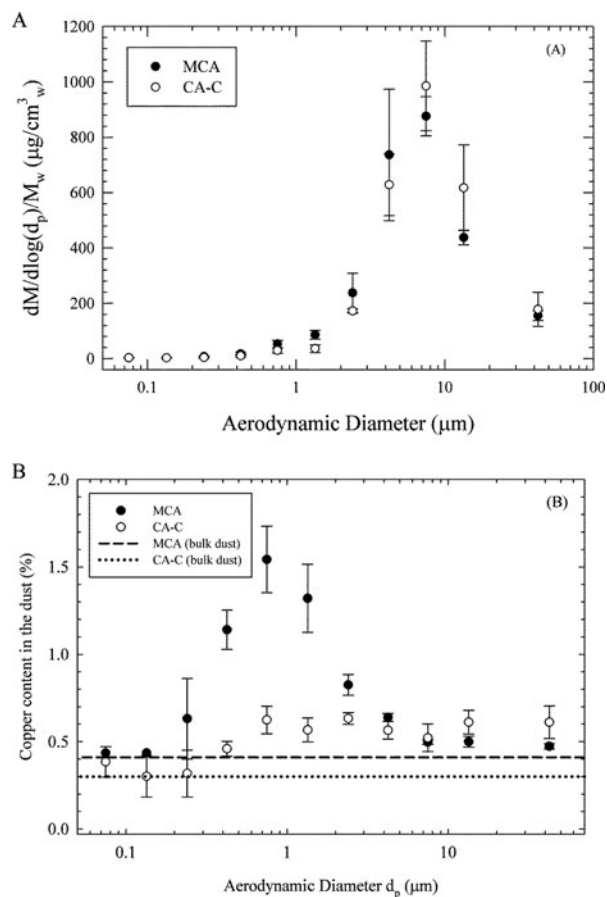 A
(A)
MCA
CA-C
dM/dlog(dp)/Mw (µg/cm³w)
1200
1000
800
600
400
200
0
0.1 1 10 100
Aerodynamic Diameter (µm)
B
(B)
MCA
CA-C
MCA (bulk dust)
CA-C (bulk dust)
Copper content in the dust (%)
2.0
1.5
1.0
0.5
0.0
0.1 1 10
Aerodynamic Diameter dp (µm)